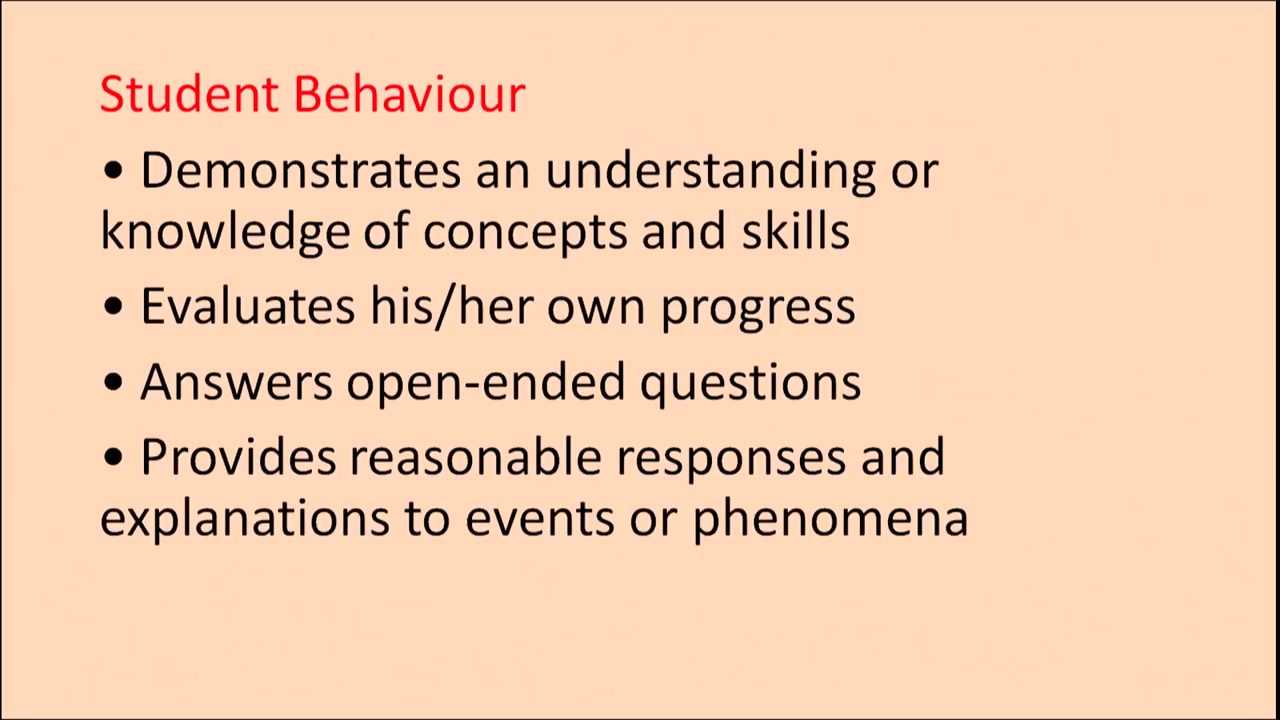 Student Behaviour
• Demonstrates an understanding or
knowledge of concepts and skills
• Evaluates his/her own progress
• Answers open-ended questions
• Provides reasonable responses and
explanations to events or phenomena